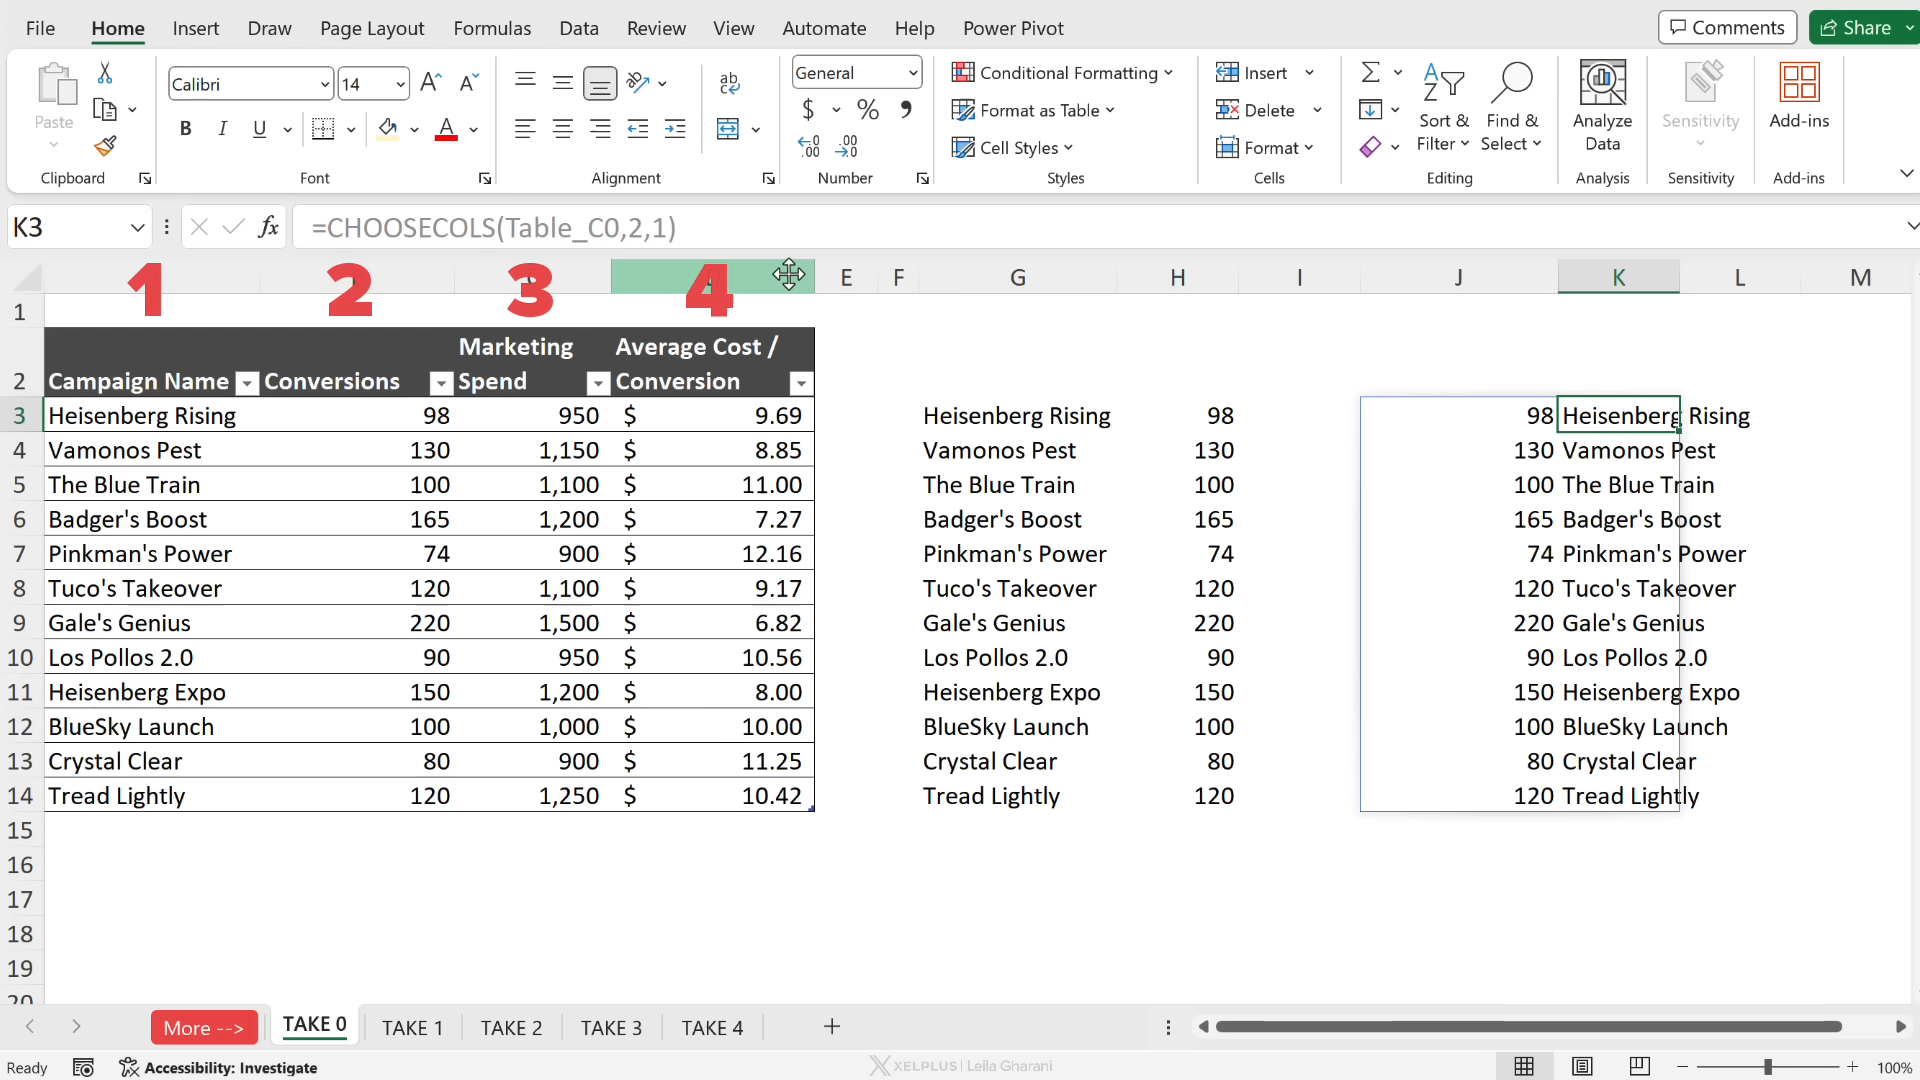 File Home Insert Draw Page Layout Formulas Data Review View Automate Help Power Pivot Comments Share
Paste
Clipboard
Calibri 14
B I U A
Font
ab
c
Alignment
General
$ % 9
.00
Number
Conditional Formatting
Format as Table
Cell Styles
Styles
Insert
Delete
Format
Cells
Sort &
Filter
Find &
Select
Editing
Analyze
Data
Analysis
Sensitivity
Sensitivity
Add-ins
Add-ins
K3 fx =CHOOSECOLS(Table_C0,2,1)
1 2 3 4 E F G H I J K L M
1
2 Campaign Name Conversions Marketing Spend Average Cost / Conversion
3 Heisenberg Rising 98 950 $ 9.69 Heisenberg Rising 98 98 Heisenberg Rising
4 Vamonos Pest 130 1,150 $ 8.85 Vamonos Pest 130 130 Vamonos Pest
5 The Blue Train 100 1,100 $ 11.00 The Blue Train 100 100 The Blue Train
6 Badger's Boost 165 1,200 $ 7.27 Badger's Boost 165 165 Badger's Boost
7 Pinkman's Power 74 900 $ 12.16 Pinkman's Power 74 74 Pinkman's Power
8 Tuco's Takeover 120 1,100 $ 9.17 Tuco's Takeover 120 120 Tuco's Takeover
9 Gale's Genius 220 1,500 $ 6.82 Gale's Genius 220 220 Gale's Genius
10 Los Pollos 2.0 90 950 $ 10.56 Los Pollos 2.0 90 90 Los Pollos 2.0
11 Heisenberg Expo 150 1,200 $ 8.00 Heisenberg Expo 150 150 Heisenberg Expo
12 BlueSky Launch 100 1,000 $ 10.00 BlueSky Launch 100 100 BlueSky Launch
13 Crystal Clear 80 900 $ 11.25 Crystal Clear 80 80 Crystal Clear
14 Tread Lightly 120 1,250 $ 10.42 Tread Lightly 120 120 Tread Lightly
15
16
17
18
19
20
More --> TAKE 0 TAKE 1 TAKE 2 TAKE 3 TAKE 4
Ready Accessibility: Investigate XELPLUS | Leila Gharani 100%